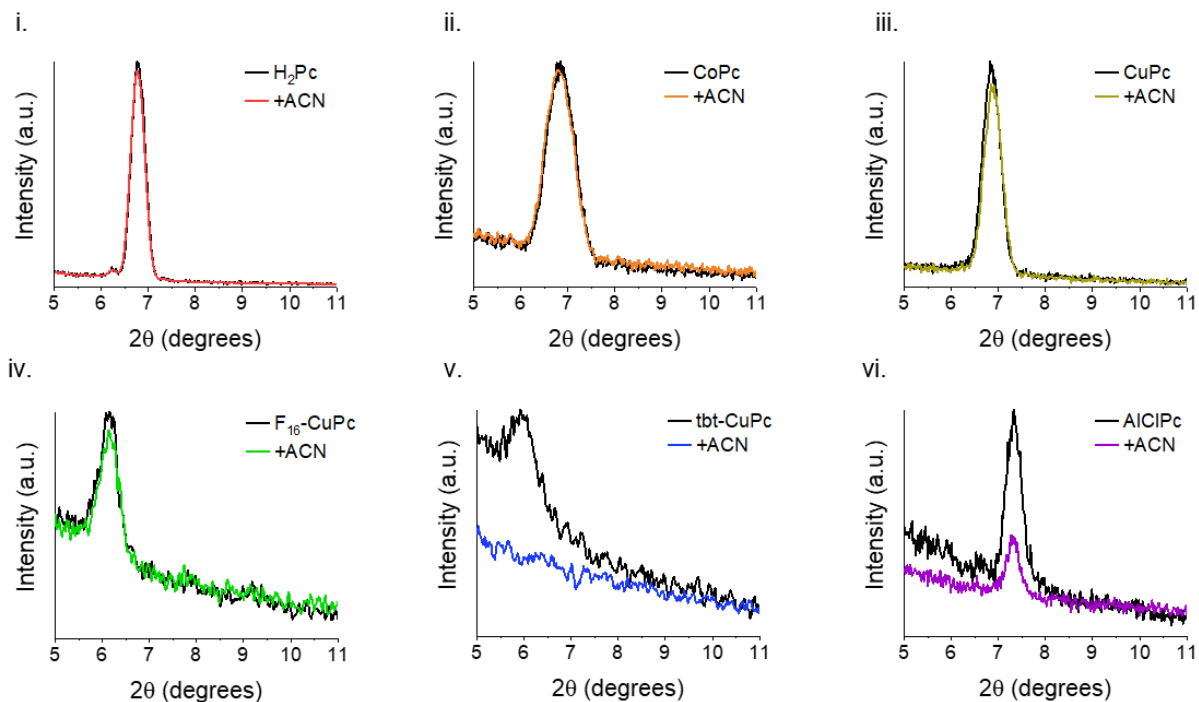 i.
H₂Pc
+ACN
Intensity (a.u.)
5 6 7 8 9 10 11
2θ (degrees)
ii.
CoPc
+ACN
Intensity (a.u.)
5 6 7 8 9 10 11
2θ (degrees)
iii.
CuPc
+ACN
Intensity (a.u.)
5 6 7 8 9 10 11
2θ (degrees)
iv.
F₁₆-CuPc
+ACN
Intensity (a.u.)
5 6 7 8 9 10 11
2θ (degrees)
v.
tbt-CuPc
+ACN
Intensity (a.u.)
5 6 7 8 9 10 11
2θ (degrees)
vi.
AlClPc
+ACN
Intensity (a.u.)
5 6 7 8 9 10 11
2θ (degrees)